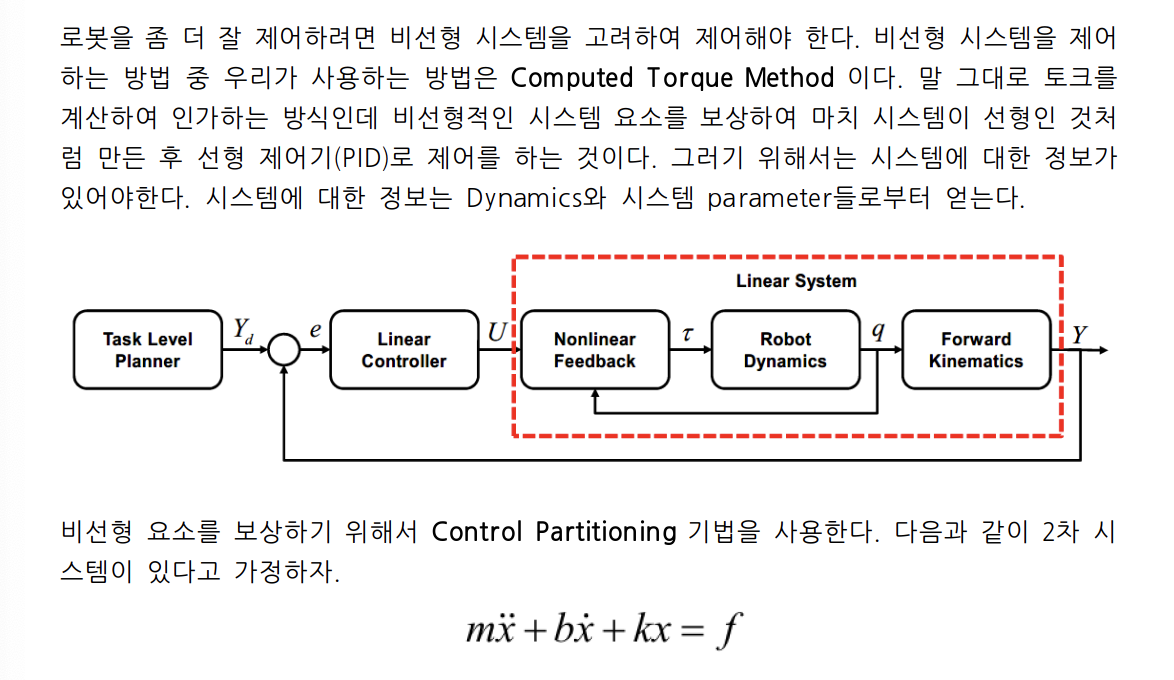 로봇을 좀 더 잘 제어하려면 비선형 시스템을 고려하여 제어해야 한다. 비선형 시스템을 제어
하는 방법 중 우리가 사용하는 방법은 Computed Torque Method 이다. 말 그대로 토크를
계산하여 인가하는 방식인데 비선형적인 시스템 요소를 보상하여 마치 시스템이 선형인 것처
럼 만든 후 선형 제어기(PID)로 제어를 하는 것이다. 그러기 위해서는 시스템에 대한 정보가
있어야한다. 시스템에 대한 정보는 Dynamics와 시스템 parameter들로부터 얻는다.
Linear System
Task Level
Planner
Y_d
e
Linear
Controller
U
Nonlinear
Feedback
τ
Robot
Dynamics
q
Forward
Kinematics
Y
비선형 요소를 보상하기 위해서 Control Partitioning 기법을 사용한다. 다음과 같이 2차 시
스템이 있다고 가정하자.
mẍ + bẋ + kx = f